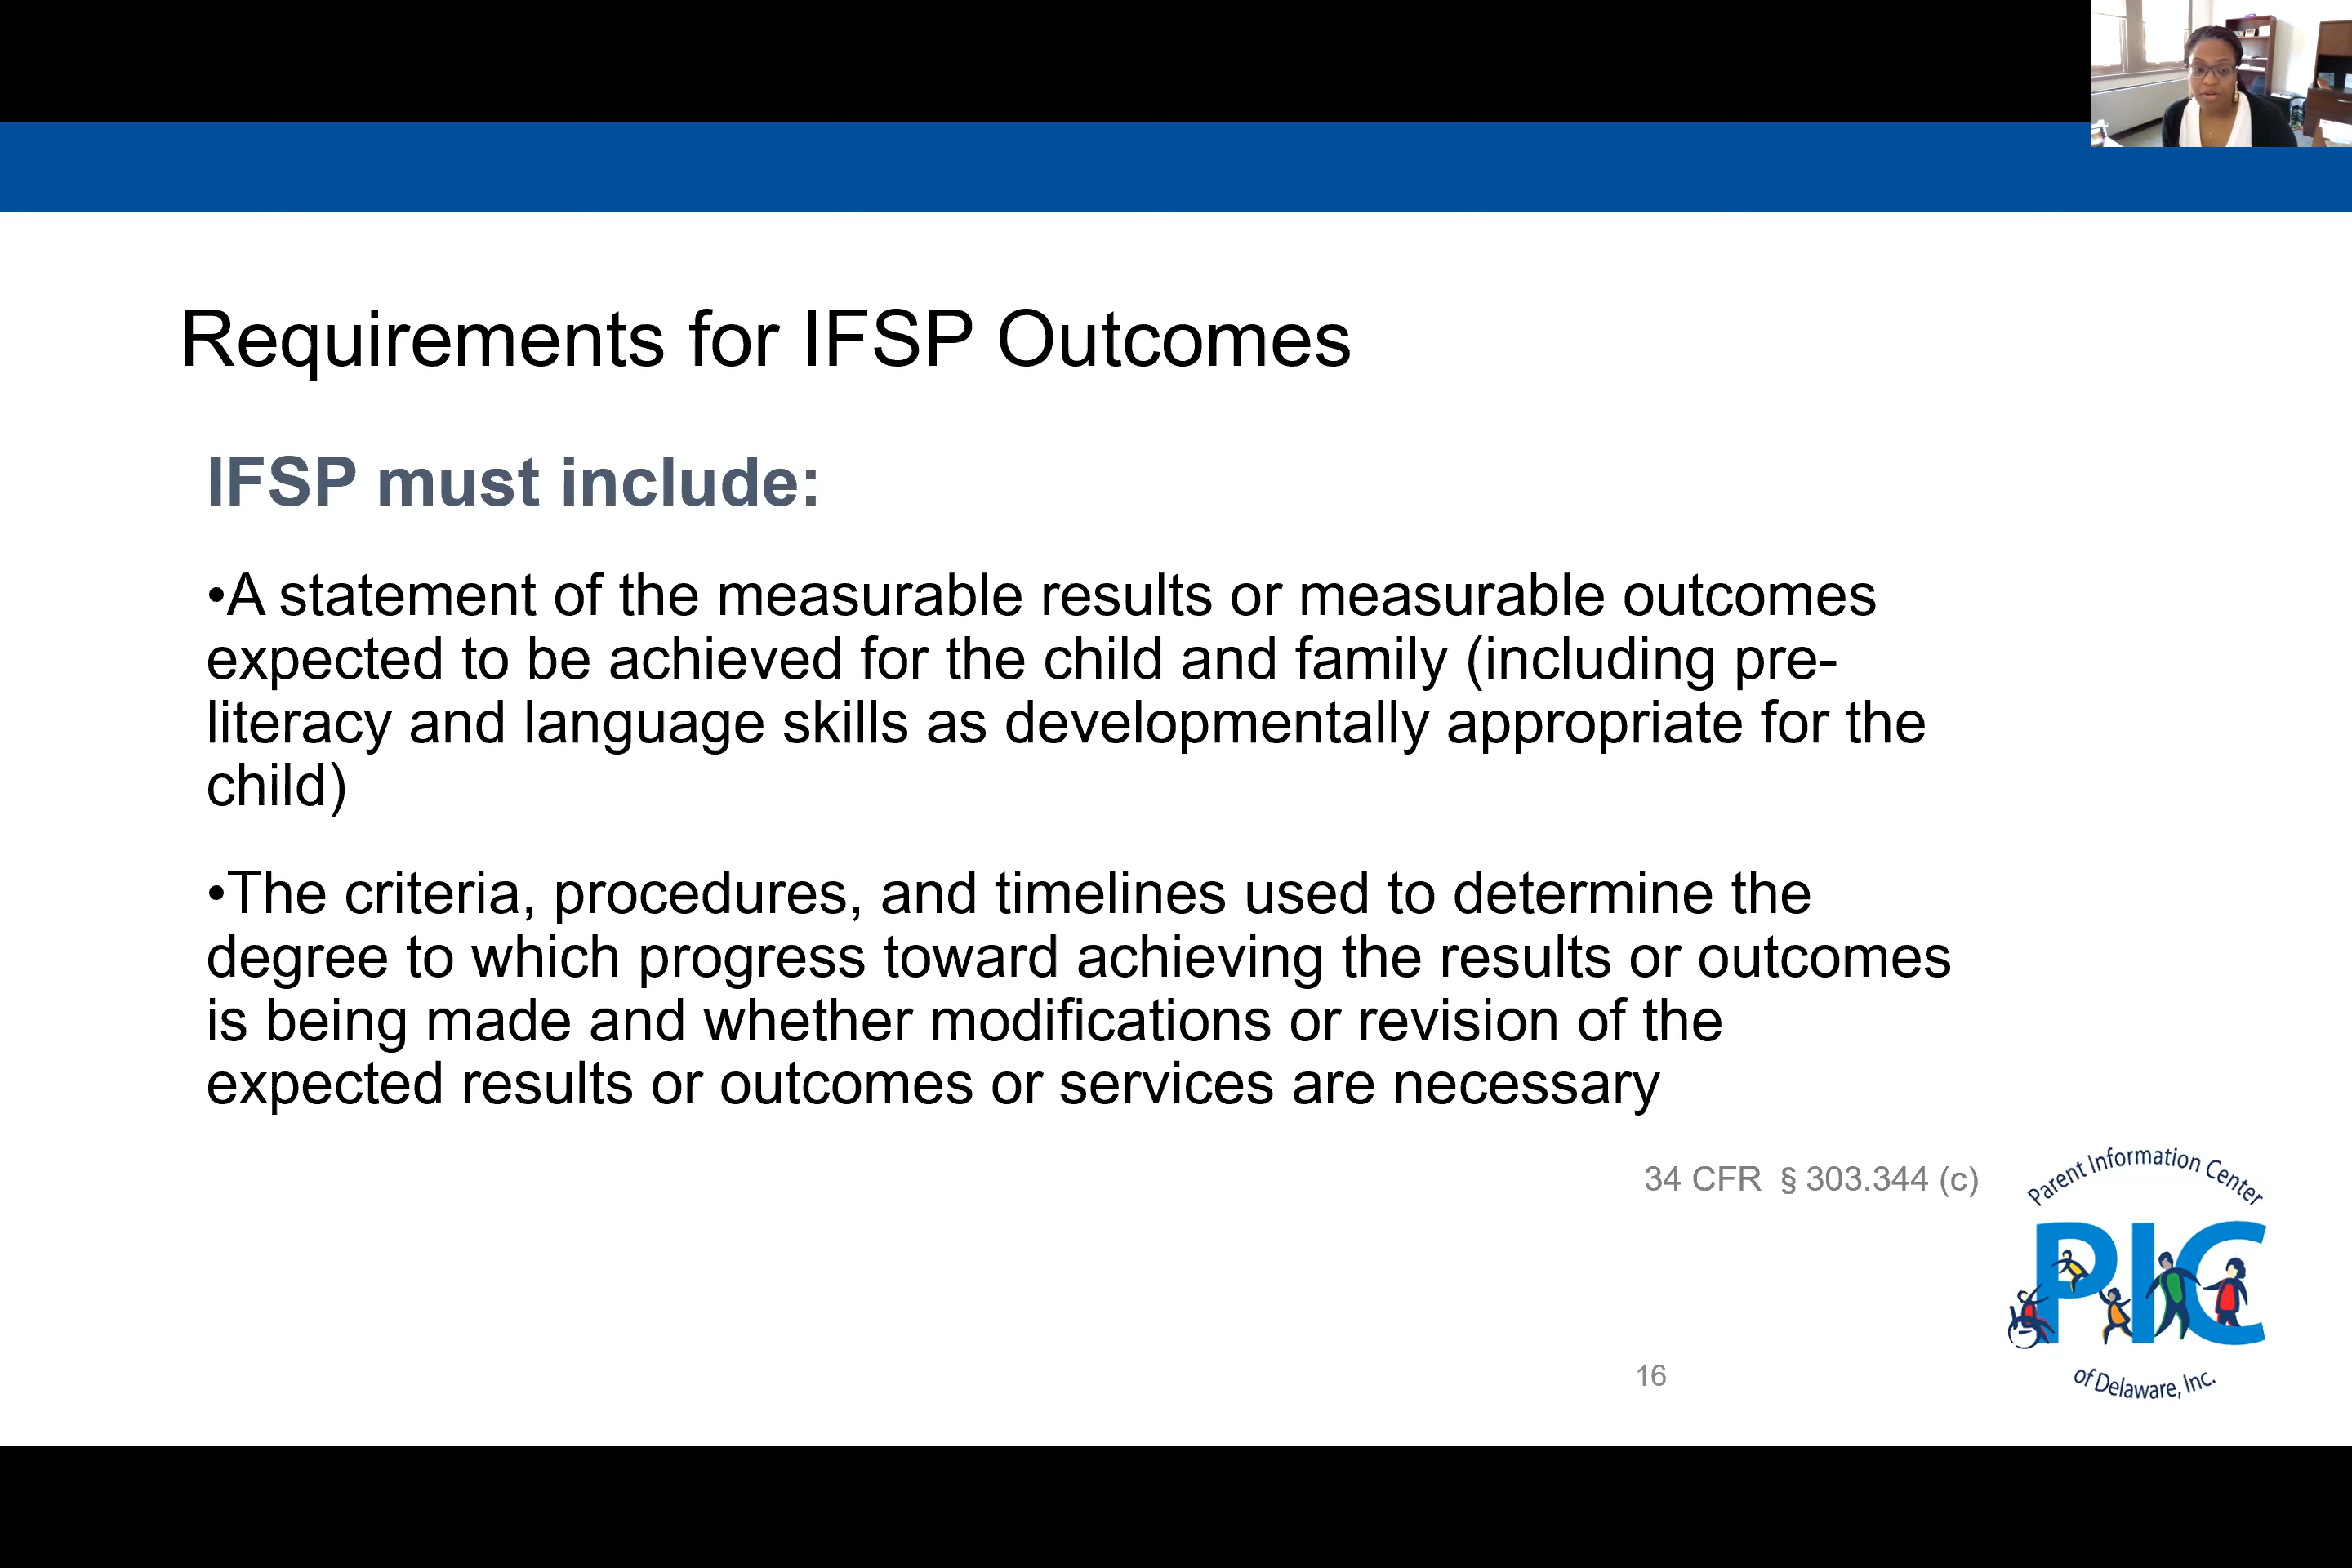 Requirements for IFSP Outcomes
IFSP must include:
•A statement of the measurable results or measurable outcomes
expected to be achieved for the child and family (including pre-
literacy and language skills as developmentally appropriate for the
child)
•The criteria, procedures, and timelines used to determine the
degree to which progress toward achieving the results or outcomes
is being made and whether modifications or revision of the
expected results or outcomes or services are necessary
34 CFR § 303.344 (c)
Parent Information Center
PIC
of Delaware, Inc.
16